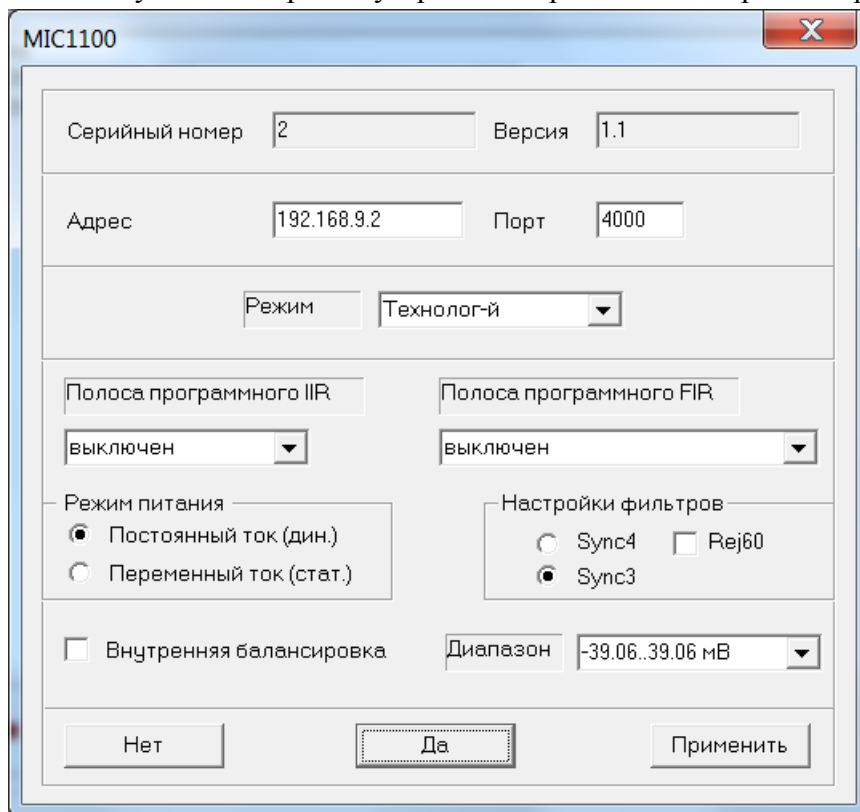 MIC1100
Серийный номер 2 Версия 1.1
Адрес 192.168.9.2 Порт 4000
Режим Технолог-й
Полоса программного IIR Полоса программного FIR
выключен выключен
Режим питания Настройки фильтров
Постоянный ток (дин.) Sync4 Rej60
Переменный ток (стат.) Sync3
Внутренняя балансировка Диапазон -39.06..39.06 мВ
Нет Да Применить